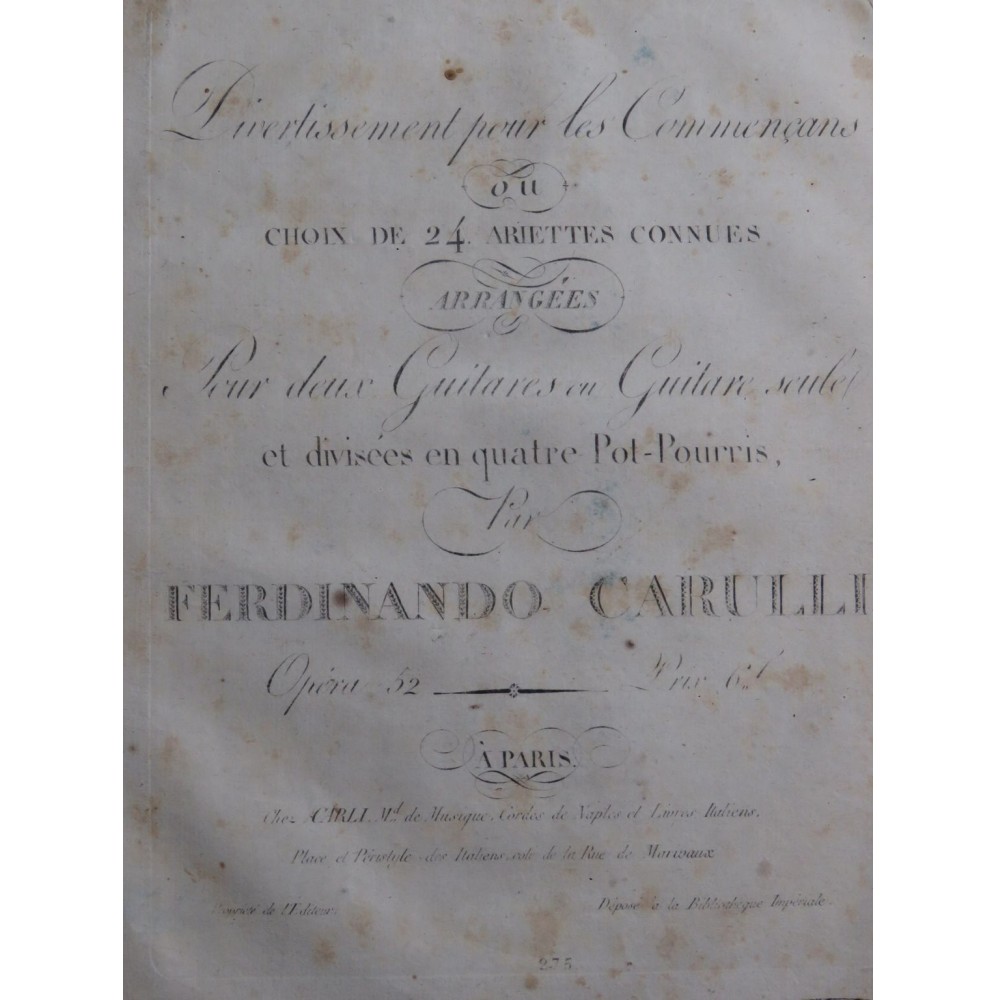 Divertissement pour les Commençans
OU
CHOIX DE 24 ARIETTES CONNUES
ARRANGÉES
Pour deux Guitares ou Guitare seule
et divisées en quatre Pot-Pourris,
Par
FERDINANDO CARULLI
Opéra 52 Prix 6.tt
À PARIS.
Chez CARLI, M.d de Musique, Cordes de Naples et Livres Italiens,
Place et Péristyle des Italiens, coté de la Rue de Marivaux
Propriété de l'Editeur. Déposé à la Bibliothèque Impériale.
275